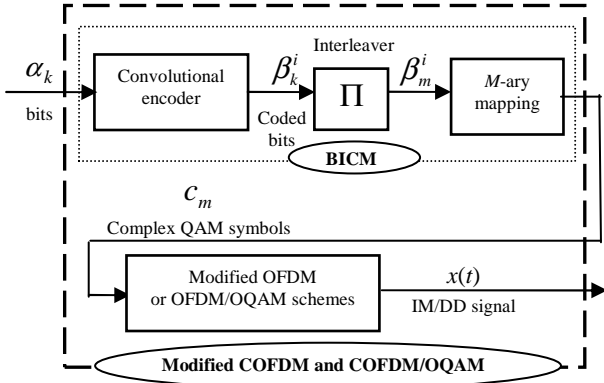 α_k
bits
Convolutional
encoder
β_k^i
Coded
bits
Interleaver
Π
β_m^i
M-ary
mapping
BICM
c_m
Complex QAM symbols
Modified OFDM
or OFDM/OQAM schemes
x(t)
IM/DD signal
Modified COFDM and COFDM/OQAM